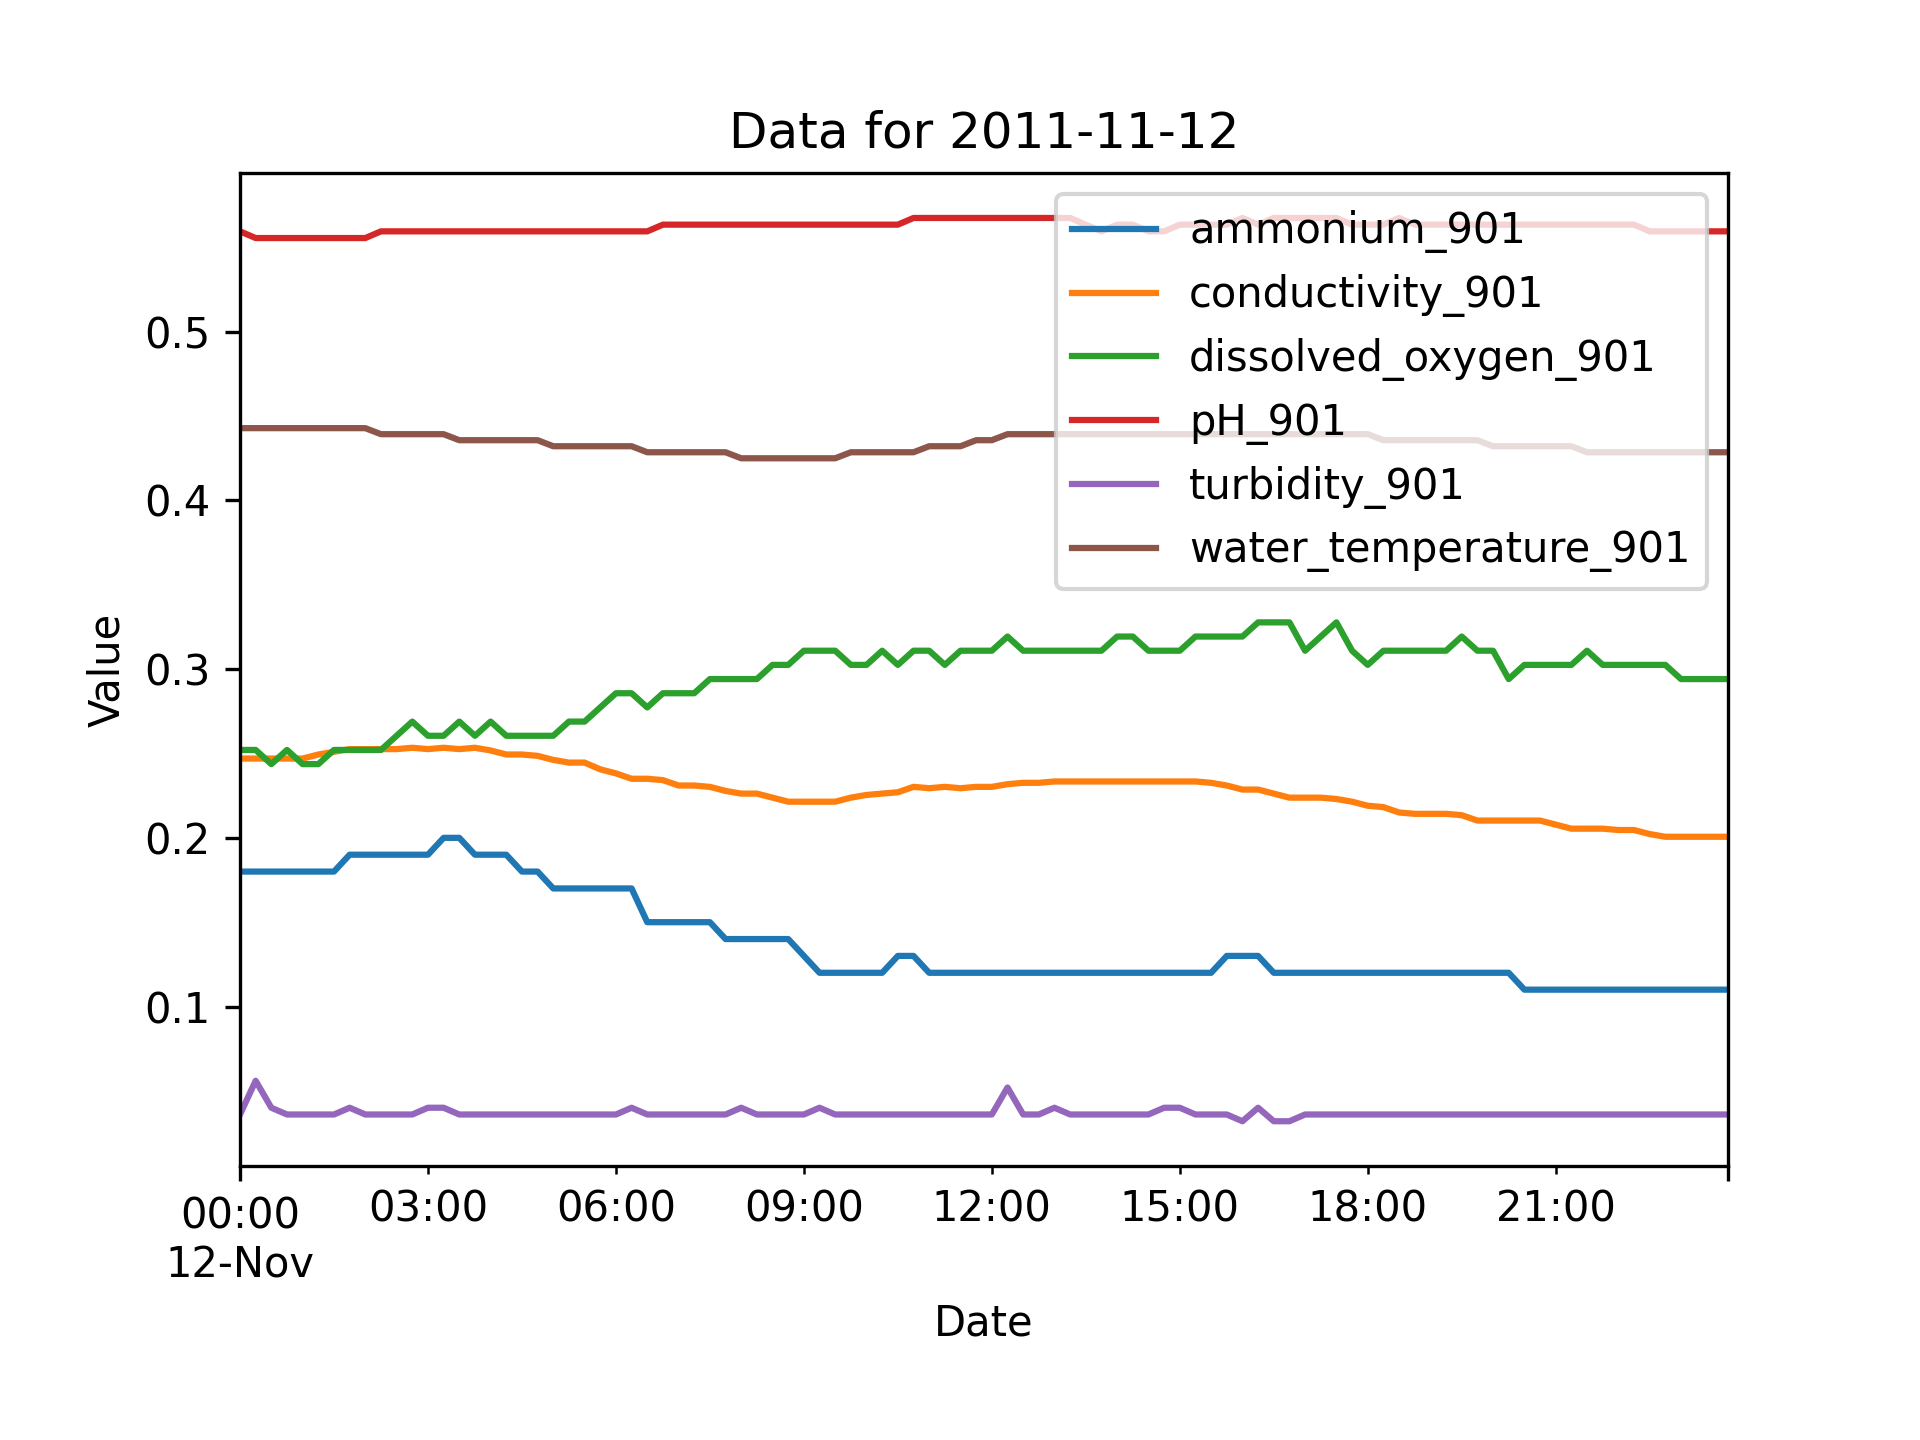 Data for 2011-11-12
ammonium_901
conductivity_901
dissolved_oxygen_901
pH_901
turbidity_901
water_temperature_901
0.5
0.4
0.3
0.2
0.1
Value
00:00 03:00 06:00 09:00 12:00 15:00 18:00 21:00
12-Nov
Date